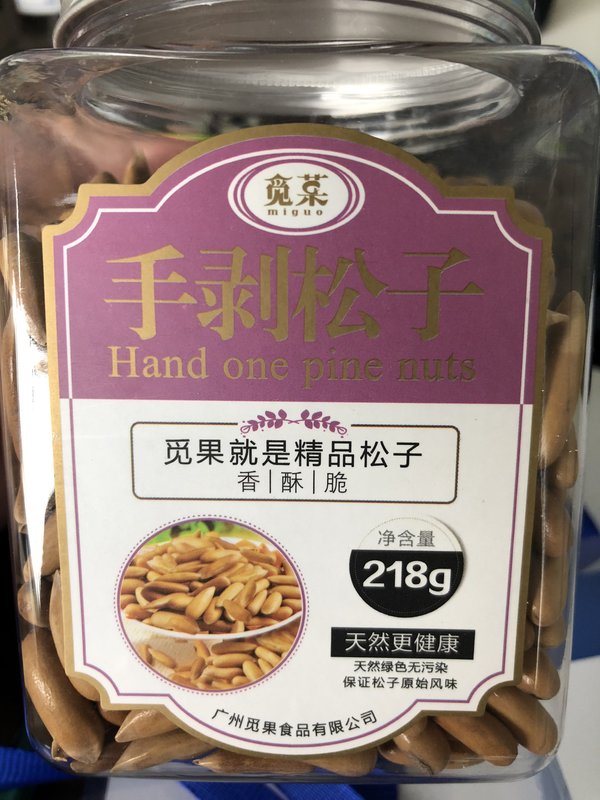 觅菓
miguo
手剥松子
Hand one pine nuts
觅果就是精品松子
香|酥|脆
净含量
218g
天然更健康
天然绿色无污染
保证松子原始风味
广州觅果食品有限公司